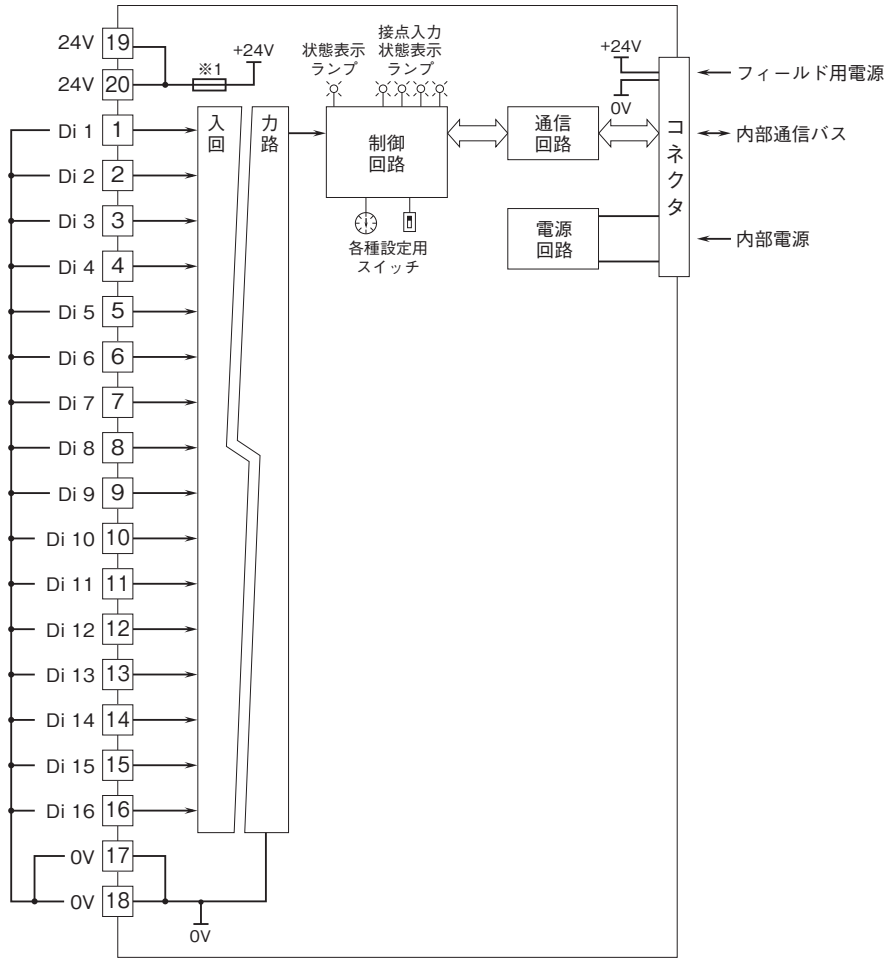 24V 19
24V 20
※1
+24V
状態表示
ランプ
接点入力
状態表示
ランプ
+24V
0V
フィールド用電源
内部通信バス
内部電源
コネクタ
入力
回路
制御
回路
通信
回路
電源
回路
各種設定用
スイッチ
Di 1 1
Di 2 2
Di 3 3
Di 4 4
Di 5 5
Di 6 6
Di 7 7
Di 8 8
Di 9 9
Di 10 10
Di 11 11
Di 12 12
Di 13 13
Di 14 14
Di 15 15
Di 16 16
0V 17
0V 18
0V